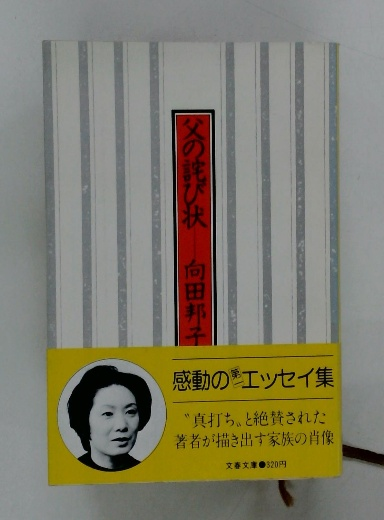 父の詫び状
向田邦子
感動の第一エッセイ集
〝真打ち〟と絶賛された
著者が描き出す家族の肖像
文春文庫●320円